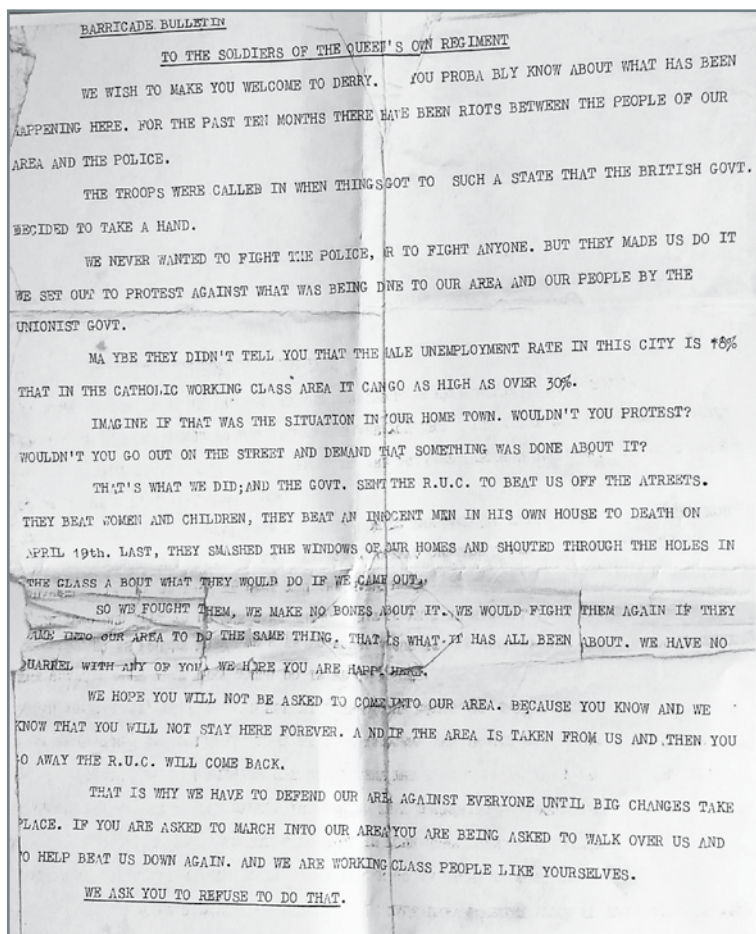 BARRICADE BULLETIN
TO THE SOLDIERS OF THE QUEEN'S OWN REGIMENT
WE WISH TO MAKE YOU WELCOME TO DERRY. YOU PROBA BLY KNOW ABOUT WHAT HAS BEEN
HAPPENING HERE. FOR THE PAST TEN MONTHS THERE HAVE BEEN RIOTS BETWEEN THE PEOPLE OF OUR
AREA AND THE POLICE.
THE TROOPS WERE CALLED IN WHEN THINGS GOT TO SUCH A STATE THAT THE BRITISH GOVT.
DECIDED TO TAKE A HAND.
WE NEVER WANTED TO FIGHT THE POLICE, R TO FIGHT ANYONE. BUT THEY MADE US DO IT
WE SET OUT TO PROTEST AGAINST WHAT WAS BEING DNE TO OUR AREA AND OUR PEOPLE BY THE
UNIONIST GOVT.
MA YBE THEY DIDN'T TELL YOU THAT THE MALE UNEMPLOYMENT RATE IN THIS CITY IS 18%
THAT IN THE CATHOLIC WORKING CLASS AREA IT CAN GO AS HIGH AS OVER 30%.
IMAGINE IF THAT WAS THE SITUATION IN YOUR HOME TOWN. WOULDN'T YOU PROTEST?
WOULDN'T YOU GO OUT ON THE STREET AND DEMAND THAT SOMETHING WAS DONE ABOUT IT?
THAT'S WHAT WE DID;AND THE GOVT. SENT THE R.U.C. TO BEAT US OFF THE ATREETS.
THEY BEAT WOMEN AND CHILDREN, THEY BEAT AN INNOCENT MEN IN HIS OWN HOUSE TO DEATH ON
APRIL 19th. LAST, THEY SMASHED THE WINDOWS OF OUR HOMES AND SHOUTED THROUGH THE HOLES IN
THE GLASS A BOUT WHAT THEY WOULD DO IF WE CAME OUT.
SO WE FOUGHT THEM, WE MAKE NO BONES ABOUT IT. WE WOULD FIGHT THEM AGAIN IF THEY
CAME INTO OUR AREA TO DO THE SAME THING. THAT IS WHAT IT HAS ALL BEEN ABOUT. WE HAVE NO
QUARREL WITH ANY OF YOU. WE HOPE YOU ARE HAPPY HERE.
WE HOPE YOU WILL NOT BE ASKED TO COME INTO OUR AREA. BECAUSE YOU KNOW AND WE
KNOW THAT YOU WILL NOT STAY HERE FOREVER. A ND IF THE AREA IS TAKEN FROM US AND THEN YOU
GO AWAY THE R.U.C. WILL COME BACK.
THAT IS WHY WE HAVE TO DEFEND OUR AREA AGAINST EVERYONE UNTIL BIG CHANGES TAKE
PLACE. IF YOU ARE ASKED TO MARCH INTO OUR AREA YOU ARE BEING ASKED TO WALK OVER US AND
TO HELP BEAT US DOWN AGAIN. AND WE ARE WORKING CLASS PEOPLE LIKE YOURSELVES.
WE ASK YOU TO REFUSE TO DO THAT.